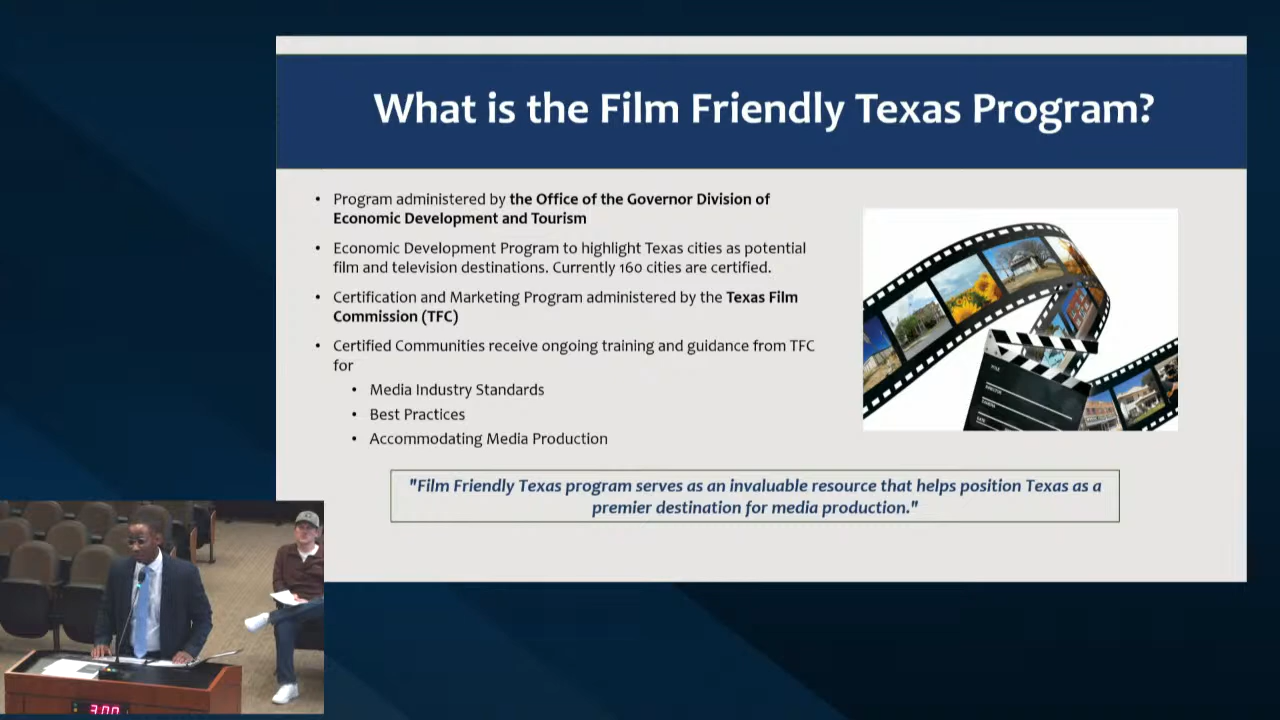 What is the Film Friendly Texas Program?
• Program administered by the Office of the Governor Division of
Economic Development and Tourism
• Economic Development Program to highlight Texas cities as potential
film and television destinations. Currently 160 cities are certified.
• Certification and Marketing Program administered by the Texas Film
Commission (TFC)
• Certified Communities receive ongoing training and guidance from TFC
for
• Media Industry Standards
• Best Practices
• Accommodating Media Production
"Film Friendly Texas program serves as an invaluable resource that helps position Texas as a
premier destination for media production."
3:00